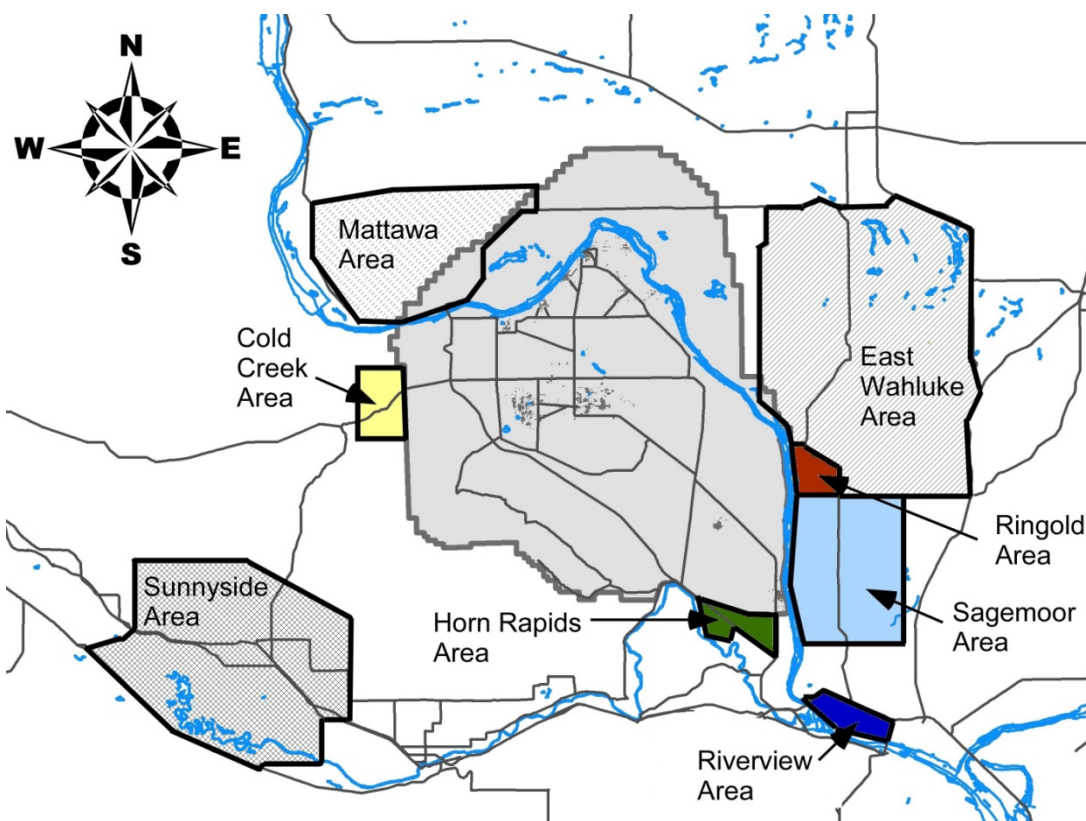 N
W
E
S
Mattawa
Area
Cold
Creek
Area
East
Wahluke
Area
Ringold
Area
Sunnyside
Area
Horn Rapids
Area
Sagemoor
Area
Riverview
Area